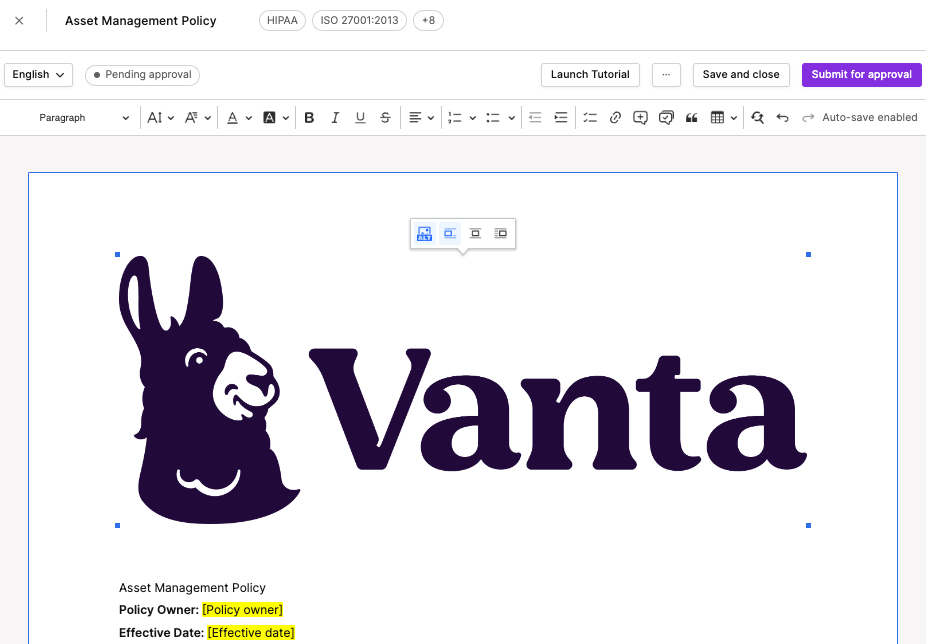 Asset Management Policy HIPAA ISO 27001:2013 +8
English Pending approval Launch Tutorial ... Save and close Submit for approval
Paragraph A A A A B I U S Auto-save enabled
ALT
Vanta
Asset Management Policy
Policy Owner: [Policy owner]
Effective Date: [Effective date]